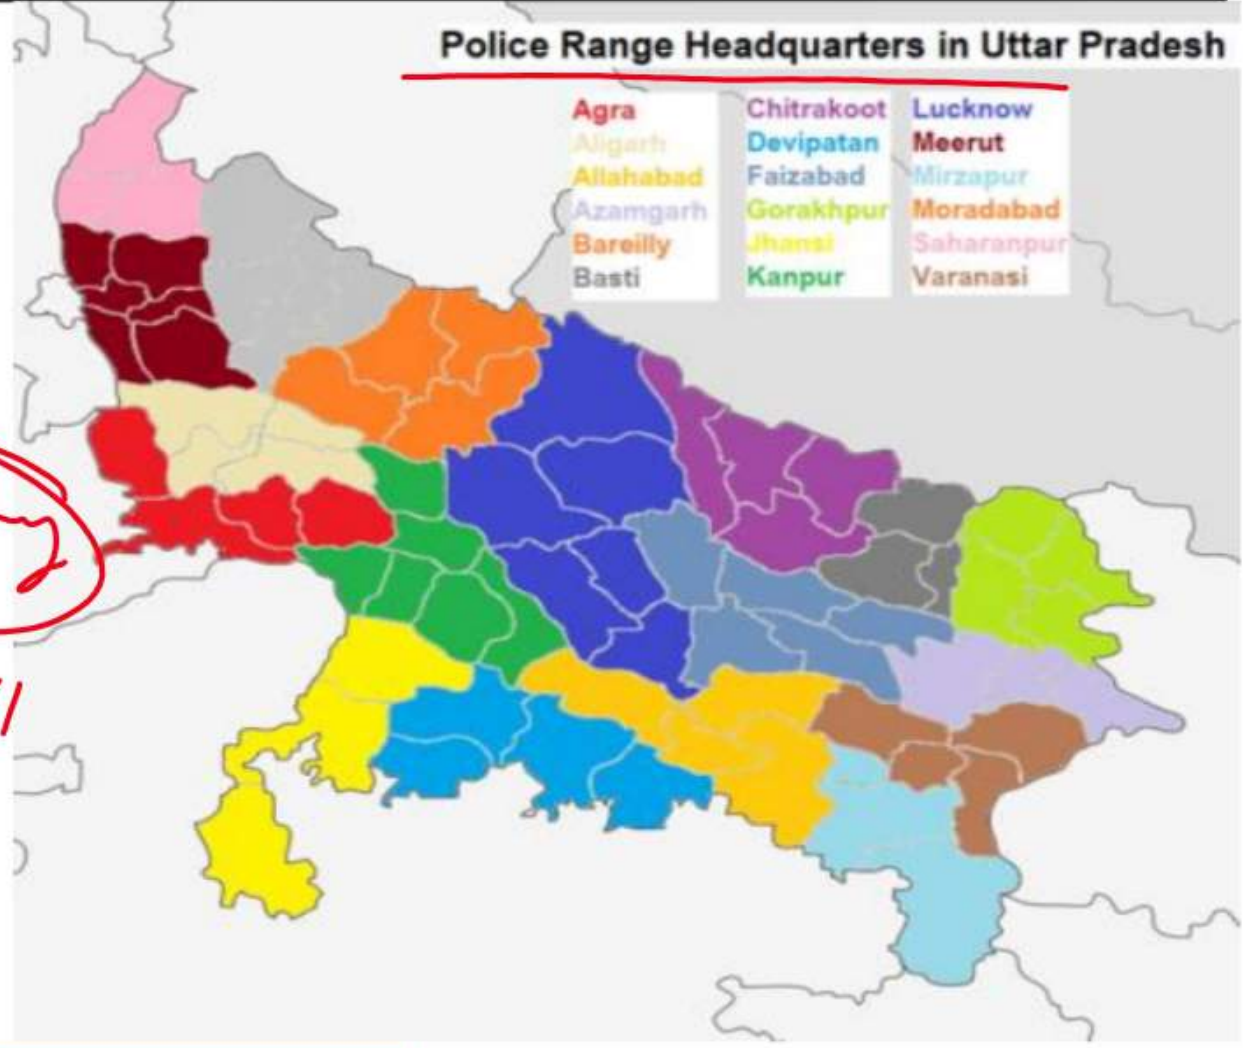 Police Range Headquarters in Uttar Pradesh
Agra
Aligarh
Allahabad
Azamgarh
Bareilly
Basti
Chitrakoot
Devipatan
Faizabad
Gorakhpur
Jhansi
Kanpur
Lucknow
Meerut
Mirzapur
Moradabad
Saharanpur
Varanasi